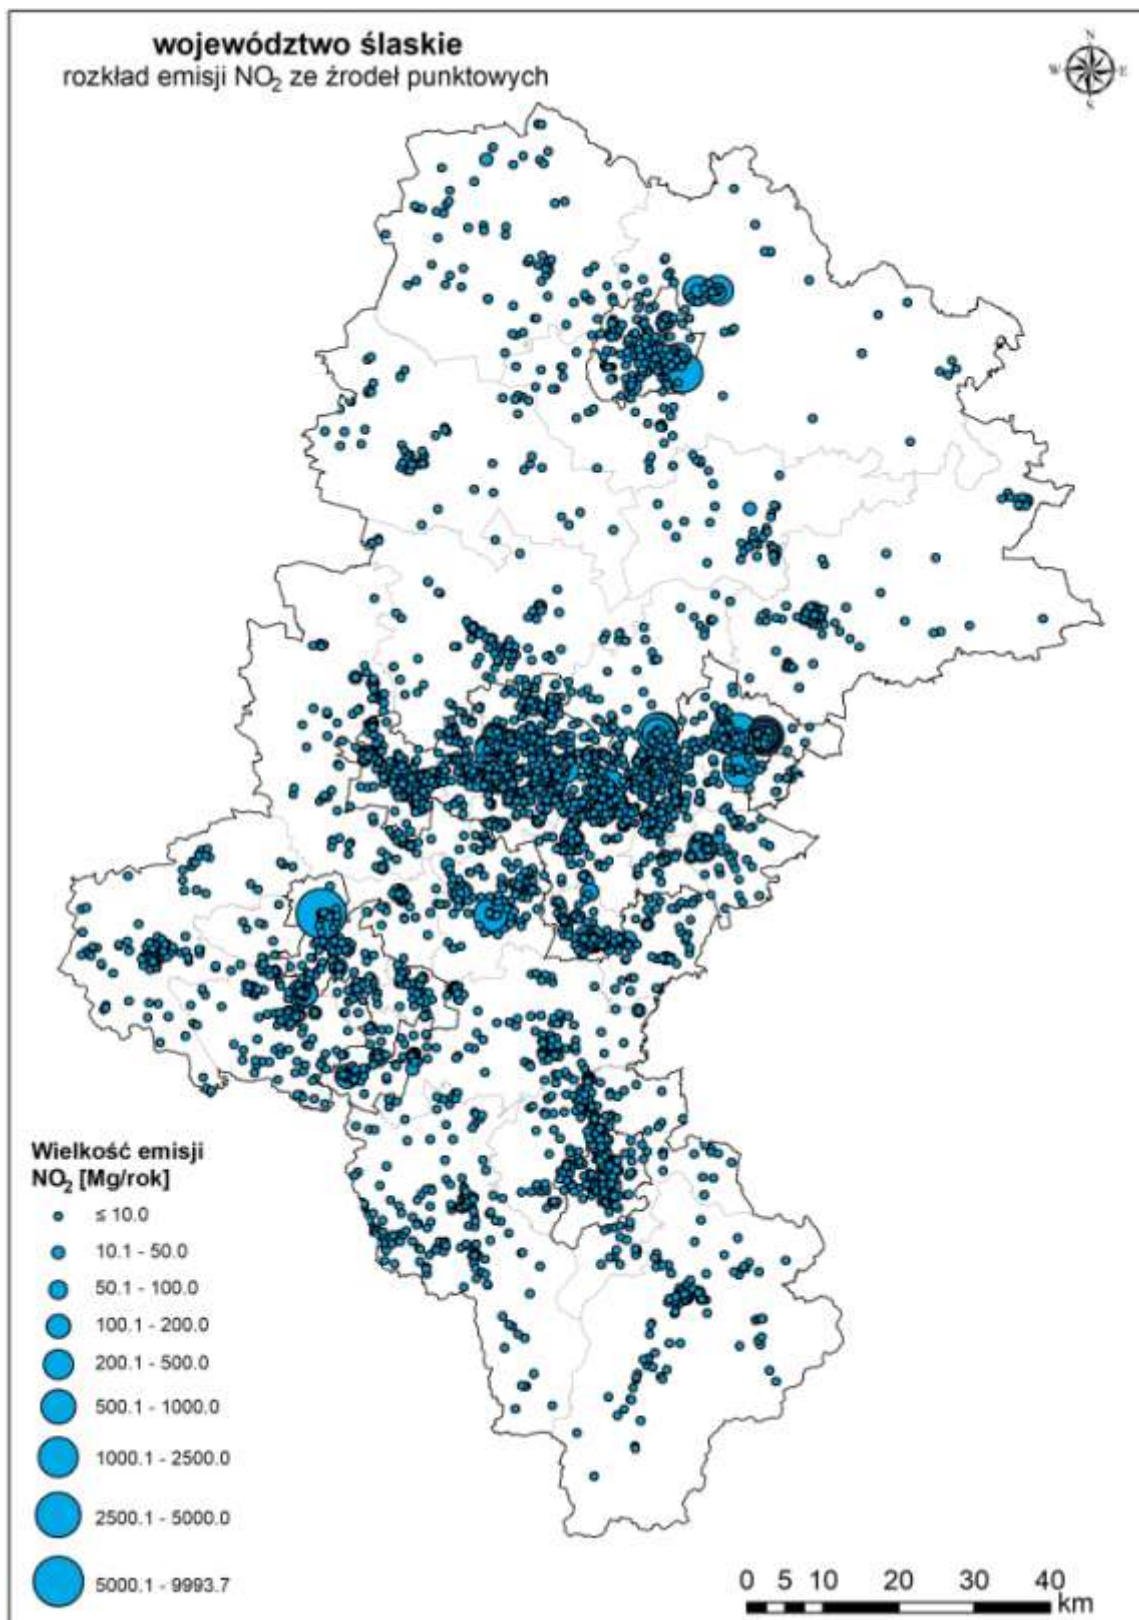 województwo ślaskie
rozkład emisji NO₂ ze źrodeł punktowych
N
W E
S
Wielkość emisji
NO₂ [Mg/rok]
≤ 10.0
10.1 - 50.0
50.1 - 100.0
100.1 - 200.0
200.1 - 500.0
500.1 - 1000.0
1000.1 - 2500.0
2500.1 - 5000.0
5000.1 - 9993.7
0 5 10 20 30 40
km